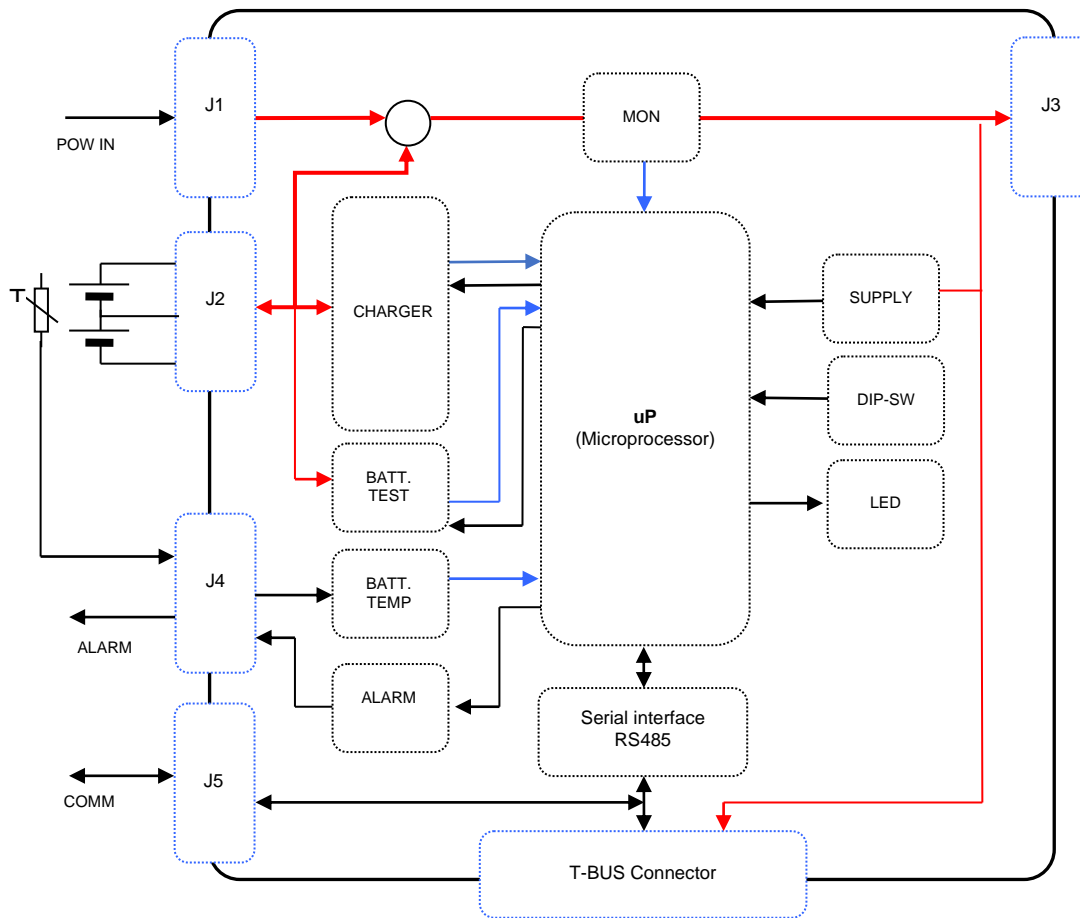 J1
J3
MON
POW IN
T
J2
CHARGER
SUPPLY
DIP-SW
uP
(Microprocessor)
BATT.
TEST
LED
J4
BATT.
TEMP
ALARM
ALARM
Serial interface
RS485
J5
COMM
T-BUS Connector